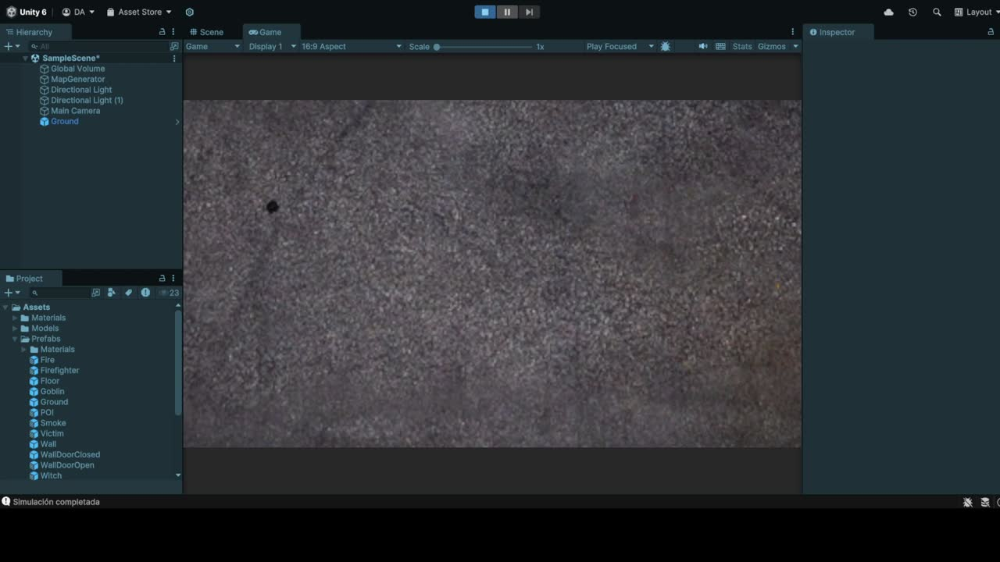 Unity 6 DA Asset Store Layout
Hierarchy Scene Game Inspector
All Game Display 1 16:9 Aspect Scale 1x Play Focused Stats Gizmos
SampleScene*
Global Volume
MapGenerator
Directional Light
Directional Light (1)
Main Camera
Ground
Project
23
Assets
Materials
Models
Prefabs
Materials
Fire
Firefighter
Floor
Goblin
Ground
POI
Smoke
Victim
Wall
WallDoorClosed
WallDoorOpen
Witch
Simulación completada